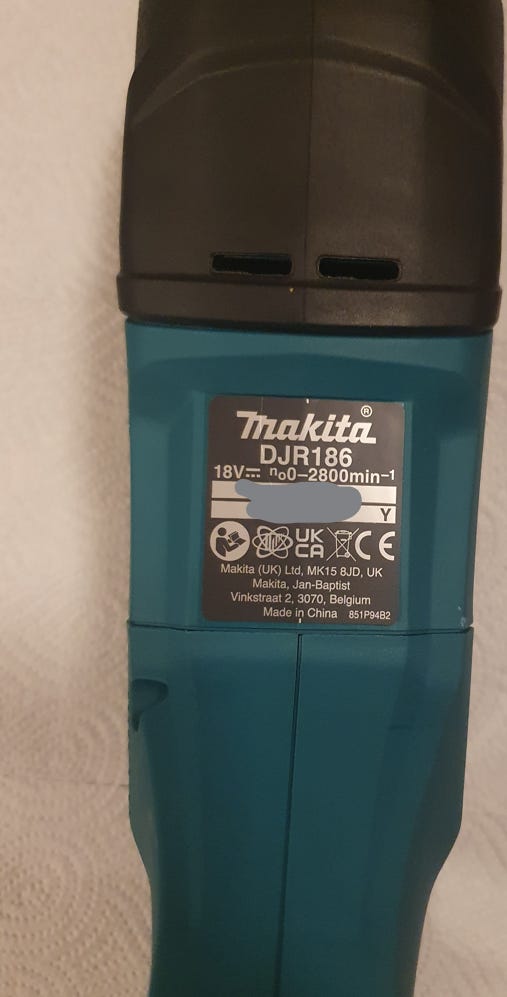 makita®
DJR186
18V⎓ n₀0–2800min⁻¹
Y
UK
CA CE
Makita (UK) Ltd, MK15 8JD, UK
Makita, Jan-Baptist
Vinkstraat 2, 3070, Belgium
Made in China 851P94B2